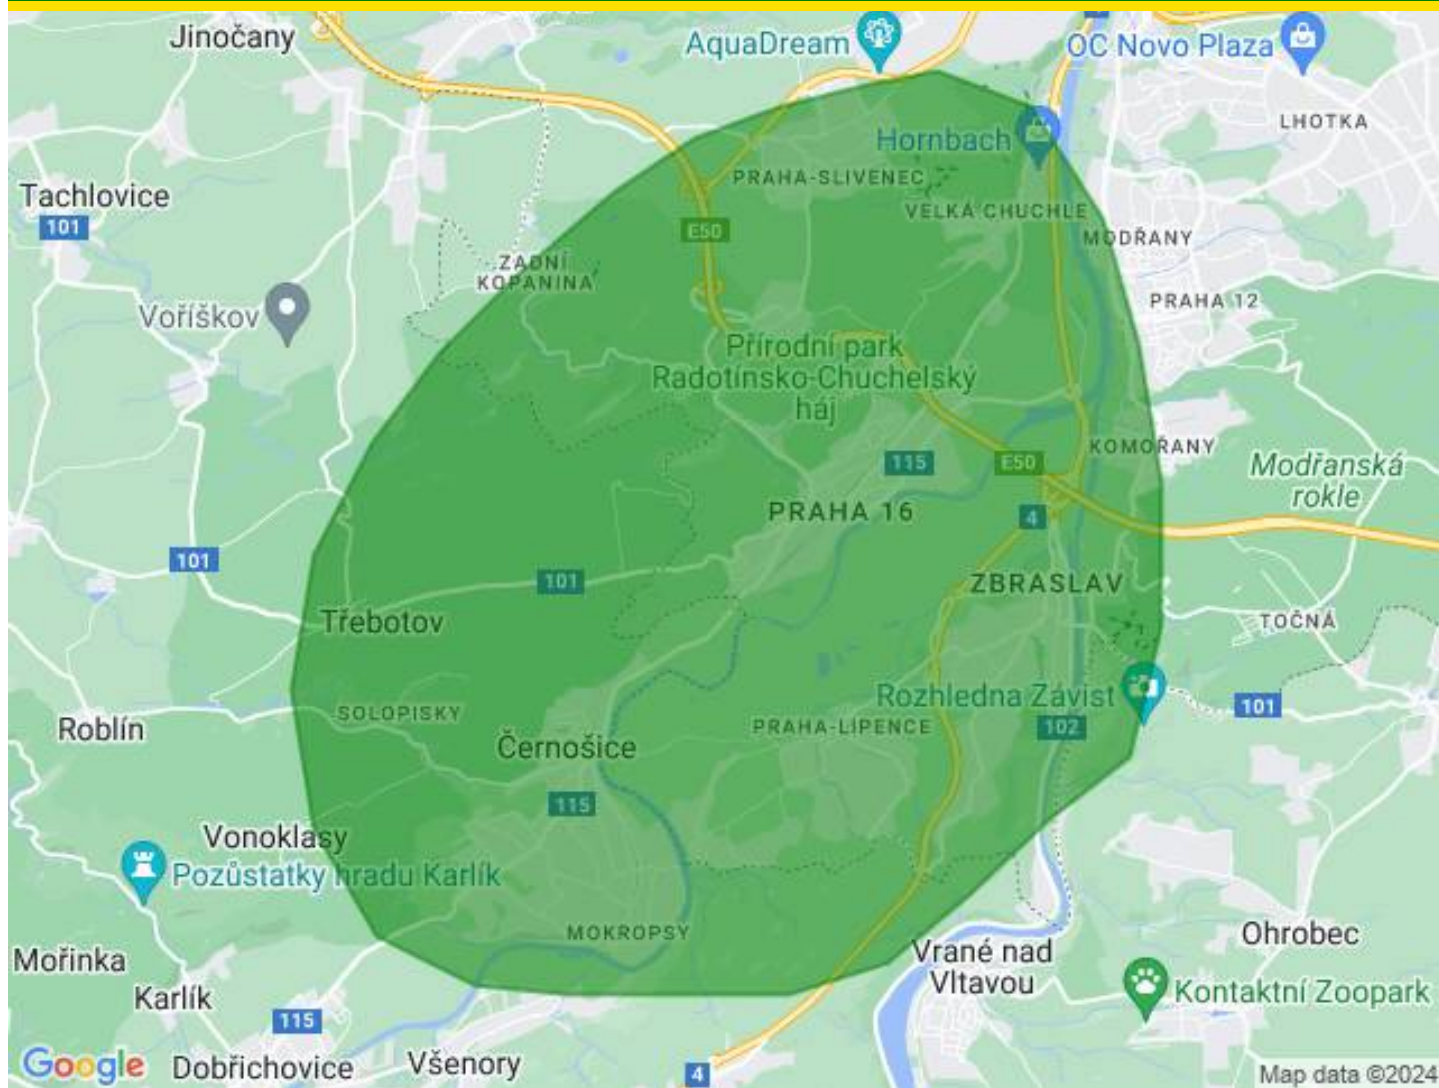 Jinočany
AquaDream
OC Novo Plaza
LHOTKA
Hornbach
PRAHA-SLIVENEC
Tachlovice
101
VELKÁ CHUCHLE
E50
MODŘANY
ZADNÍ
KOPANINA
PRAHA 12
Voříškov
Přírodní park
Radotínsko-Chuchelský
háj
KOMOŘANY
115
E50
Modřanská
rokle
PRAHA 16
4
101
101
ZBRASLAV
Třebotov
TOČNÁ
Rozhledna Závist
101
SOLOPISKY
Roblín
PRAHA-LIPENCE
102
Černošice
115
Vonoklasy
Pozůstatky hradu Karlík
MOKROPSY
Ohrobec
Vrané nad
Vltavou
Mořinka
Karlík
Kontaktní Zoopark
115
Google
Dobřichovice
Všenory
4
Map data ©2024